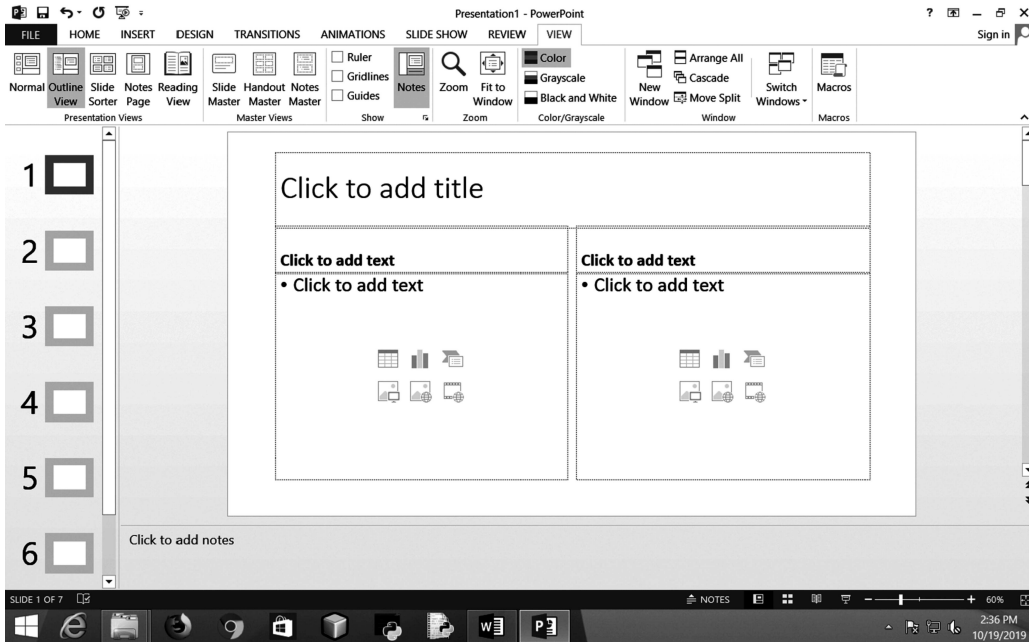 Presentation1 - PowerPoint
?
FILE HOME INSERT DESIGN TRANSITIONS ANIMATIONS SLIDE SHOW REVIEW VIEW Sign in
Normal Outline View Slide Sorter Notes Page Reading View
Presentation Views
Slide Master Handout Master Notes Master
Master Views
Ruler
Gridlines
Guides
Notes
Show
Zoom Fit to Window
Zoom
Color
Grayscale
Black and White
Color/Grayscale
New Window
Arrange All
Cascade
Move Split
Switch Windows
Window
Macros
Macros
1
2
3
4
5
6
Click to add title
Click to add text
• Click to add text
Click to add text
• Click to add text
Click to add notes
SLIDE 1 OF 7 NOTES 60%
2:36 PM
10/19/2019